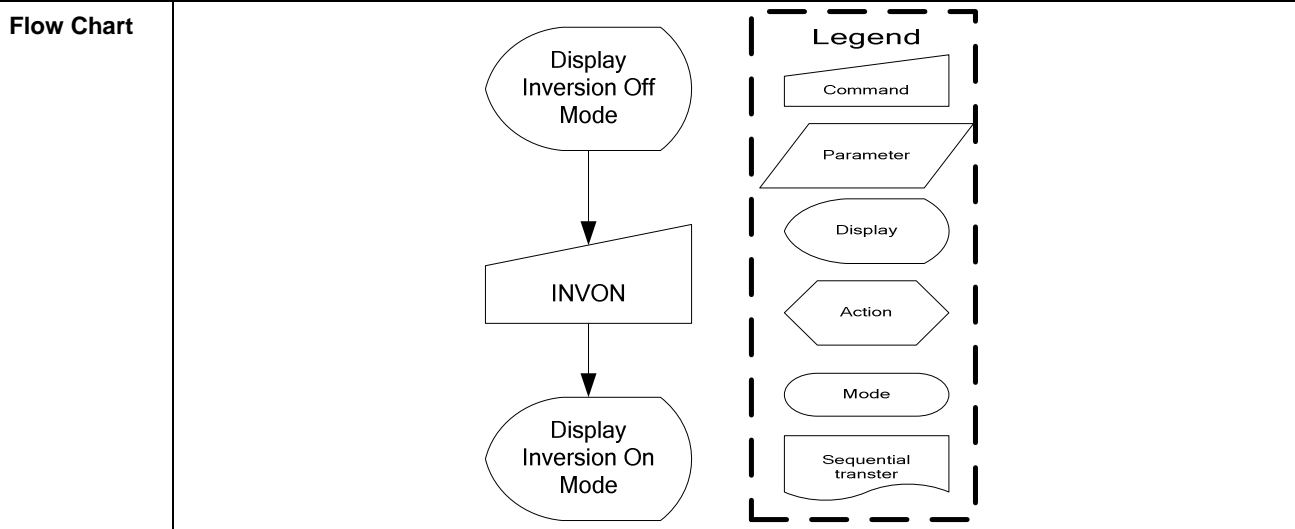 Flow Chart
Display
Inversion Off
Mode
INVON
Display
Inversion On
Mode
Legend
Command
Parameter
Display
Action
Mode
Sequential
transter